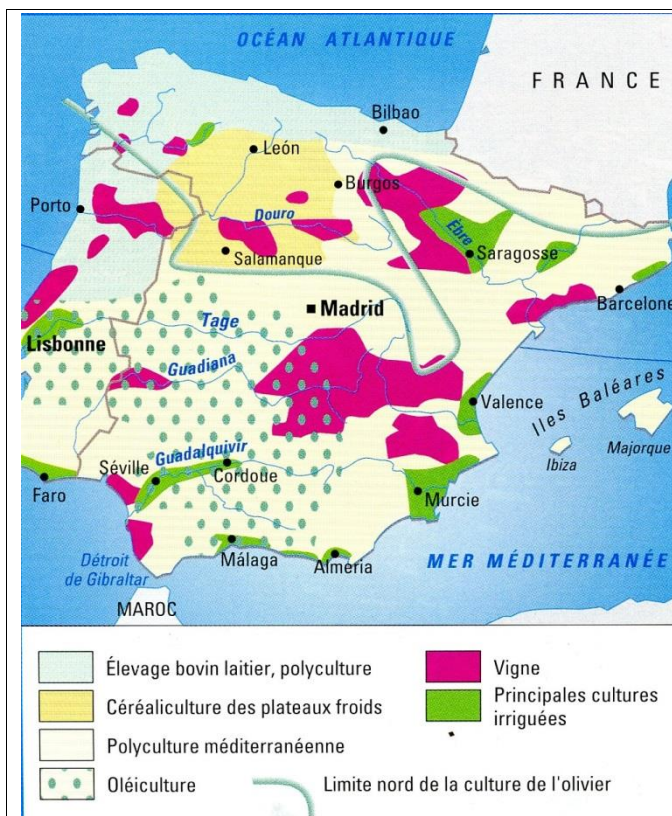 OCÉAN ATLANTIQUE
FRANCE
Bilbao
León
Burgos
Porto
Douro
Èbre
Saragosse
Salamanque
Barcelone
Madrid
Tage
Lisbonne
Guadiana
Valence
Iles Baléares
Majorque
Ibiza
Guadalquivir
Séville
Cordoue
Murcie
Faro
Détroit
de Gibraltar
Málaga
Almeria
MER MÉDITERRANÉE
MAROC
Élevage bovin laitier, polyculture
Céréaliculture des plateaux froids
Polyculture méditerranéenne
Oléiculture
Vigne
Principales cultures
irriguées
Limite nord de la culture de l'olivier